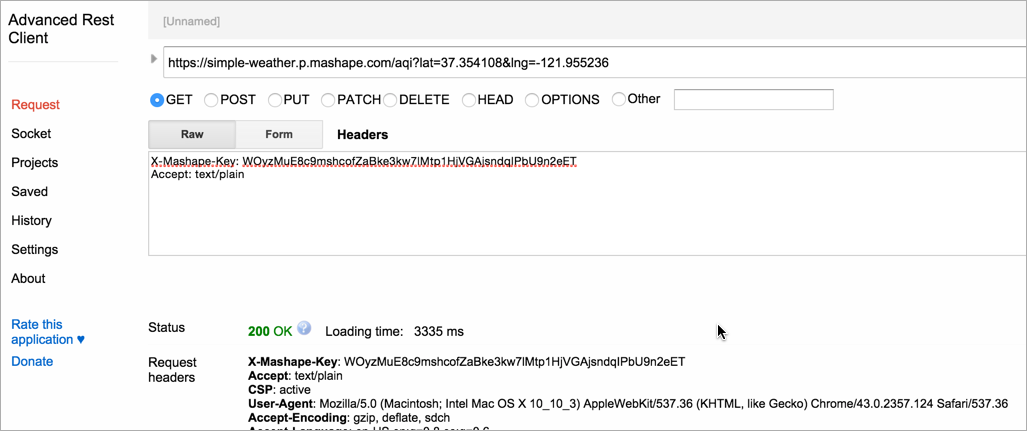 Advanced Rest
Client
[Unnamed]
https://simple-weather.p.mashape.com/aqi?lat=37.354108&lng=-121.955236
GET POST PUT PATCH DELETE HEAD OPTIONS Other
Raw Form Headers
X-Mashape-Key: WOyzMuE8c9mshcofZaBke3kw7lMtp1HjVGAjsndqIPbU9n2eET
Accept: text/plain
Request
Socket
Projects
Saved
History
Settings
About
Rate this
application ♥
Donate
Status 200 OK ? Loading time: 3335 ms
Request
headers
X-Mashape-Key: WOyzMuE8c9mshcofZaBke3kw7lMtp1HjVGAjsndqIPbU9n2eET
Accept: text/plain
CSP: active
User-Agent: Mozilla/5.0 (Macintosh; Intel Mac OS X 10_10_3) AppleWebKit/537.36 (KHTML, like Gecko) Chrome/43.0.2357.124 Safari/537.36
Accept-Encoding: gzip, deflate, sdch